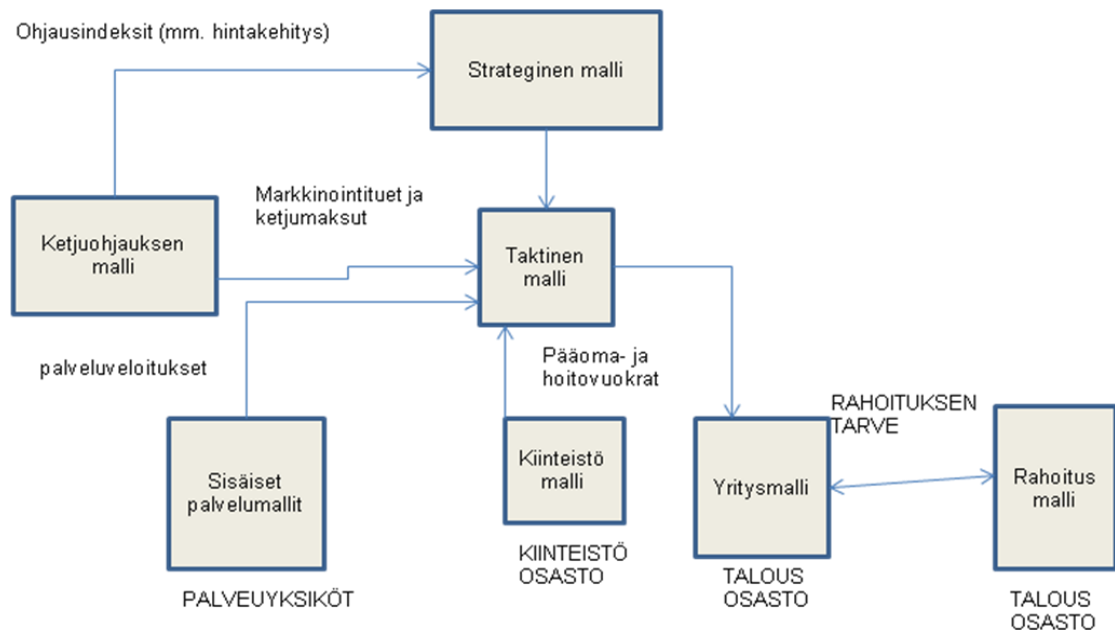 Ohjausindeksit (mm. hintakehitys)
Strateginen malli
Markkinointituet ja
ketjumaksut
Ketjuohjauksen
malli
Taktinen
malli
palveluveloitukset
Pääoma- ja
hoitovuokrat
RAHOITUKSEN
TARVE
Sisäiset
palvelumallit
Kiinteistö
malli
Yritysmalli
Rahoitus
malli
PALVEUYKSIKÖT
KIINTEISTÖ
OSASTO
TALOUS
OSASTO
TALOUS
OSASTO